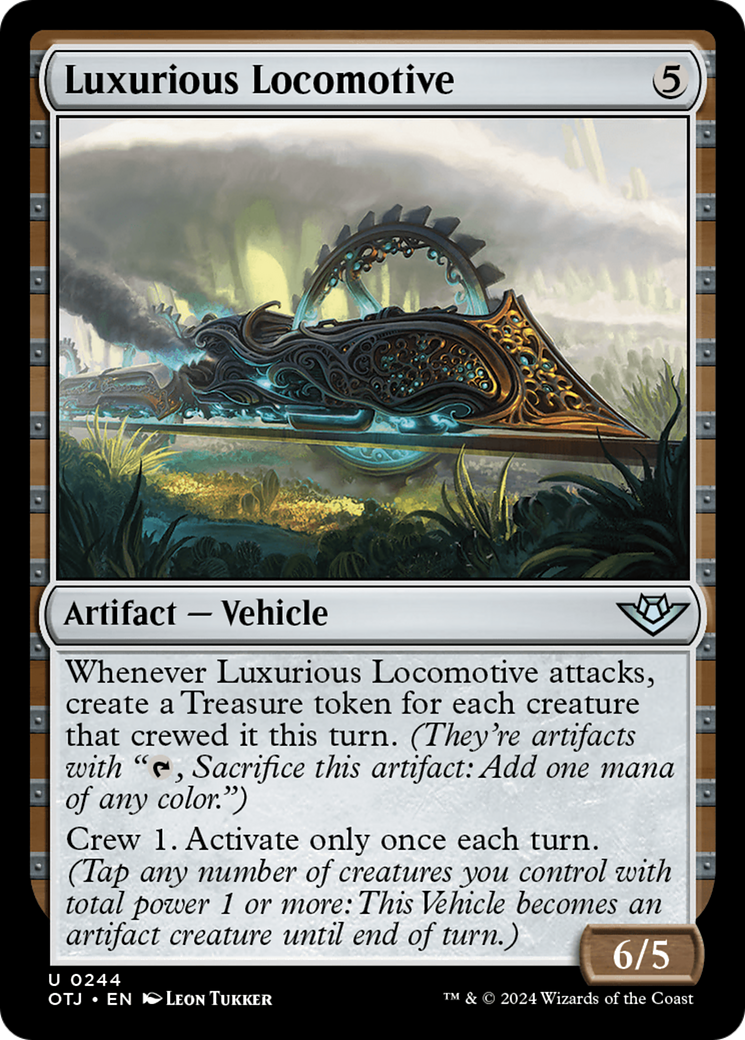 Luxurious Locomotive 5
Artifact — Vehicle
Whenever Luxurious Locomotive attacks,
create a Treasure token for each creature
that crewed it this turn. (They’re artifacts
with “, Sacrifice this artifact: Add one mana
of any color.”)
Crew 1. Activate only once each turn.
(Tap any number of creatures you control with
total power 1 or more: This Vehicle becomes an
artifact creature until end of turn.)
6/5
U 0244
OTJ • EN Leon Tukker
™ & © 2024 Wizards of the Coast